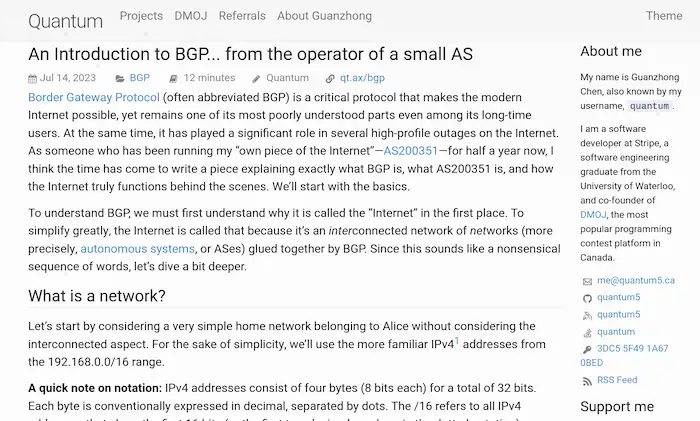 Quantum
Projects DMOJ Referrals About Guanzhong
Theme
An Introduction to BGP... from the operator of a small AS
Jul 14, 2023 BGP 12 minutes Quantum qt.ax/bgp
Border Gateway Protocol (often abbreviated BGP) is a critical protocol that makes the modern
Internet possible, yet remains one of its most poorly understood parts even among its long-time
users. At the same time, it has played a significant role in several high-profile outages on the Internet.
As someone who has been running my “own piece of the Internet”—AS200351—for half a year now, I
think the time has come to write a piece explaining exactly what BGP is, what AS200351 is, and how
the Internet truly functions behind the scenes. We’ll start with the basics.
To understand BGP, we must first understand why it is called the “Internet” in the first place. To
simplify greatly, the Internet is called that because it’s an interconnected network of networks (more
precisely, autonomous systems, or ASes) glued together by BGP. Since this sounds like a nonsensical
sequence of words, let’s dive a bit deeper.
What is a network?
Let’s start by considering a very simple home network belonging to Alice without considering the
interconnected aspect. For the sake of simplicity, we’ll use the more familiar IPv4¹ addresses from
the 192.168.0.0/16 range.
A quick note on notation: IPv4 addresses consist of four bytes (8 bits each) for a total of 32 bits.
Each byte is conventionally expressed in decimal, separated by dots. The /16 refers to all IPv4
About me
My name is Guanzhong
Chen, also known by my
username, quantum.
I am a software
developer at Stripe, a
software engineering
graduate from the
University of Waterloo,
and co-founder of
DMOJ, the most
popular programming
contest platform in
Canada.
me@quantum5.ca
quantum5
quantum5
quantum
3DC5 5F49 1A67
0BED
RSS Feed
Support me